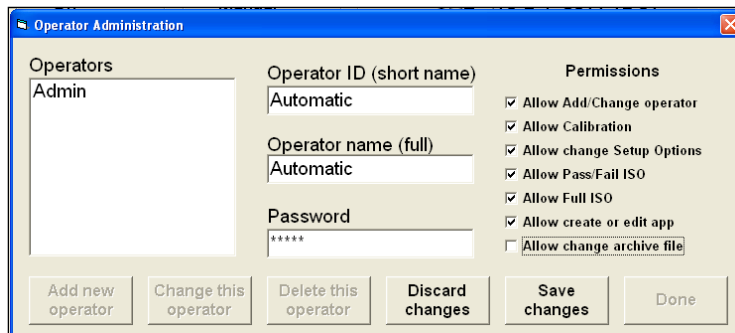 Operator Administration
Operators
Admin
Operator ID (short name)
Automatic
Operator name (full)
Automatic
Password
*****
Permissions
Allow Add/Change operator
Allow Calibration
Allow change Setup Options
Allow Pass/Fail ISO
Allow Full ISO
Allow create or edit app
Allow change archive file
Add new
operator
Change this
operator
Delete this
operator
Discard
changes
Save
changes
Done